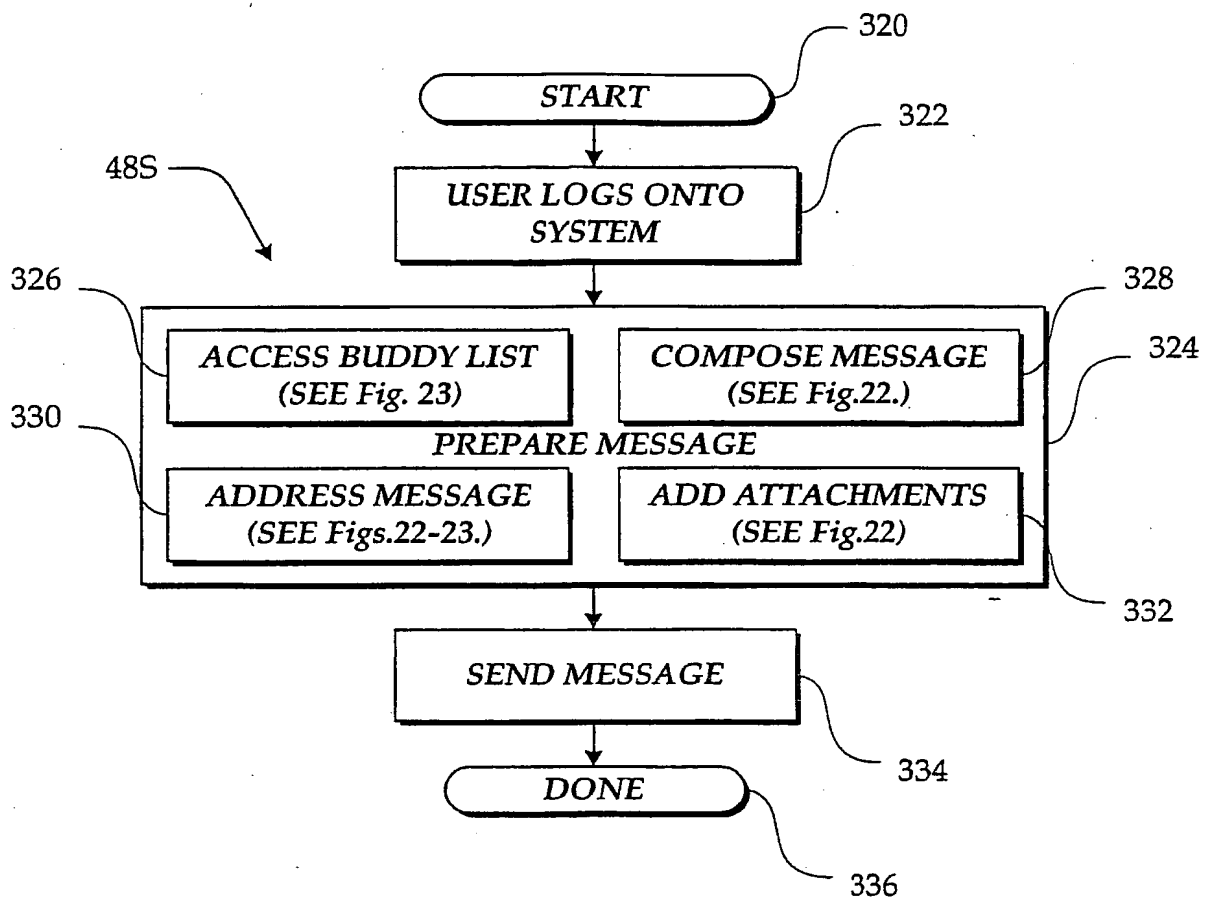 320
START
322
48S
USER LOGS ONTO
SYSTEM
326
328
ACCESS BUDDY LIST
(SEE Fig. 23)
COMPOSE MESSAGE
(SEE Fig.22.)
324
330
PREPARE MESSAGE
ADDRESS MESSAGE
(SEE Figs.22-23.)
ADD ATTACHMENTS
(SEE Fig.22)
332
SEND MESSAGE
334
DONE
336